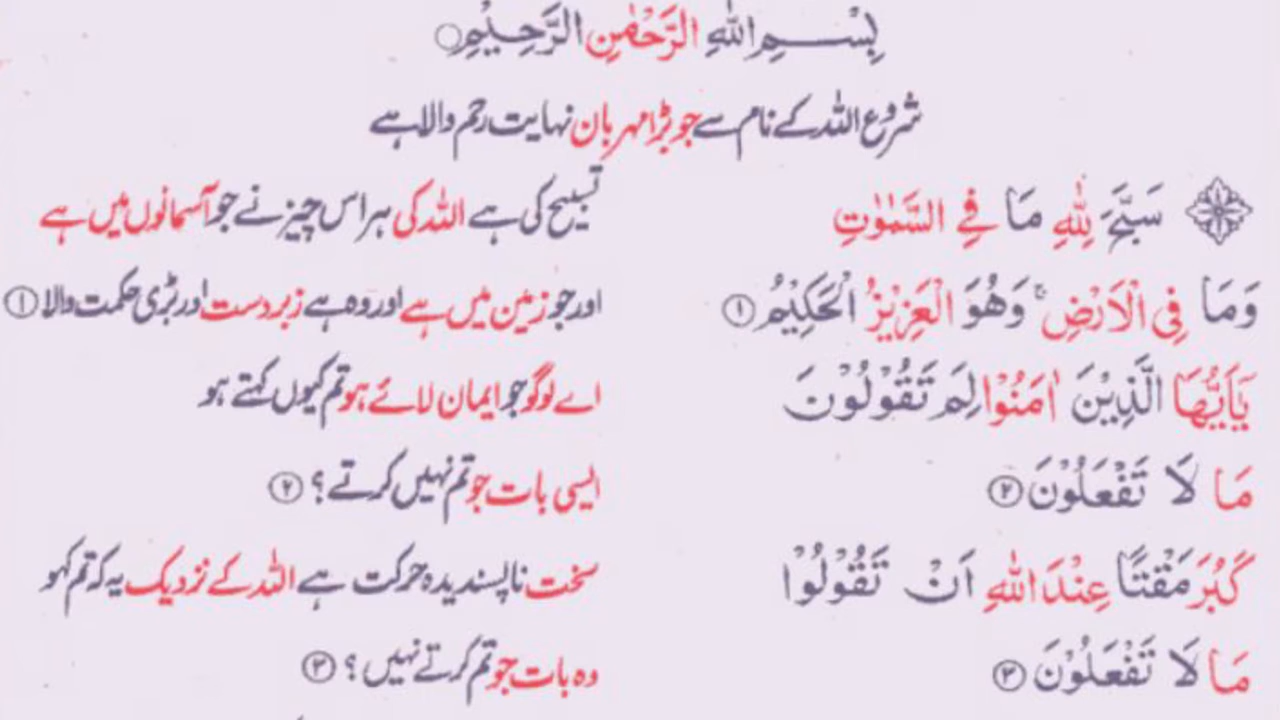 بِسْمِ اللّٰهِ الرَّحْمٰنِ الرَّحِيْمِ
شروع اللہ کے نام سے جو بڑا مہربان نہایت رحم والا ہے
سَبَّحَ لِلّٰهِ مَا فِي السَّمٰوٰتِ
تسبیح کی ہے اللہ کی ہر اس چیز نے جو آسمانوں میں ہے
وَمَا فِي الْاَرْضِ ۚ وَهُوَ الْعَزِيْزُ الْحَكِيْمُ ①
اور جو زمین میں ہے اور وہ ہے زبردست اور بڑی حکمت والا ①
يٰۤاَيُّهَا الَّذِيْنَ اٰمَنُوْا لِمَ تَقُوْلُوْنَ
اے لوگو جو ایمان لائے ہو تم کیوں کہتے ہو
مَا لَا تَفْعَلُوْنَ ②
ایسی بات جو تم نہیں کرتے؟ ②
كَبُرَ مَقْتًا عِنْدَ اللّٰهِ اَنْ تَقُوْلُوْا
سخت ناپسندیدہ حرکت ہے اللہ کے نزدیک یہ کہ تم کہو
مَا لَا تَفْعَلُوْنَ ③
وہ بات جو تم کرتے نہیں؟ ③